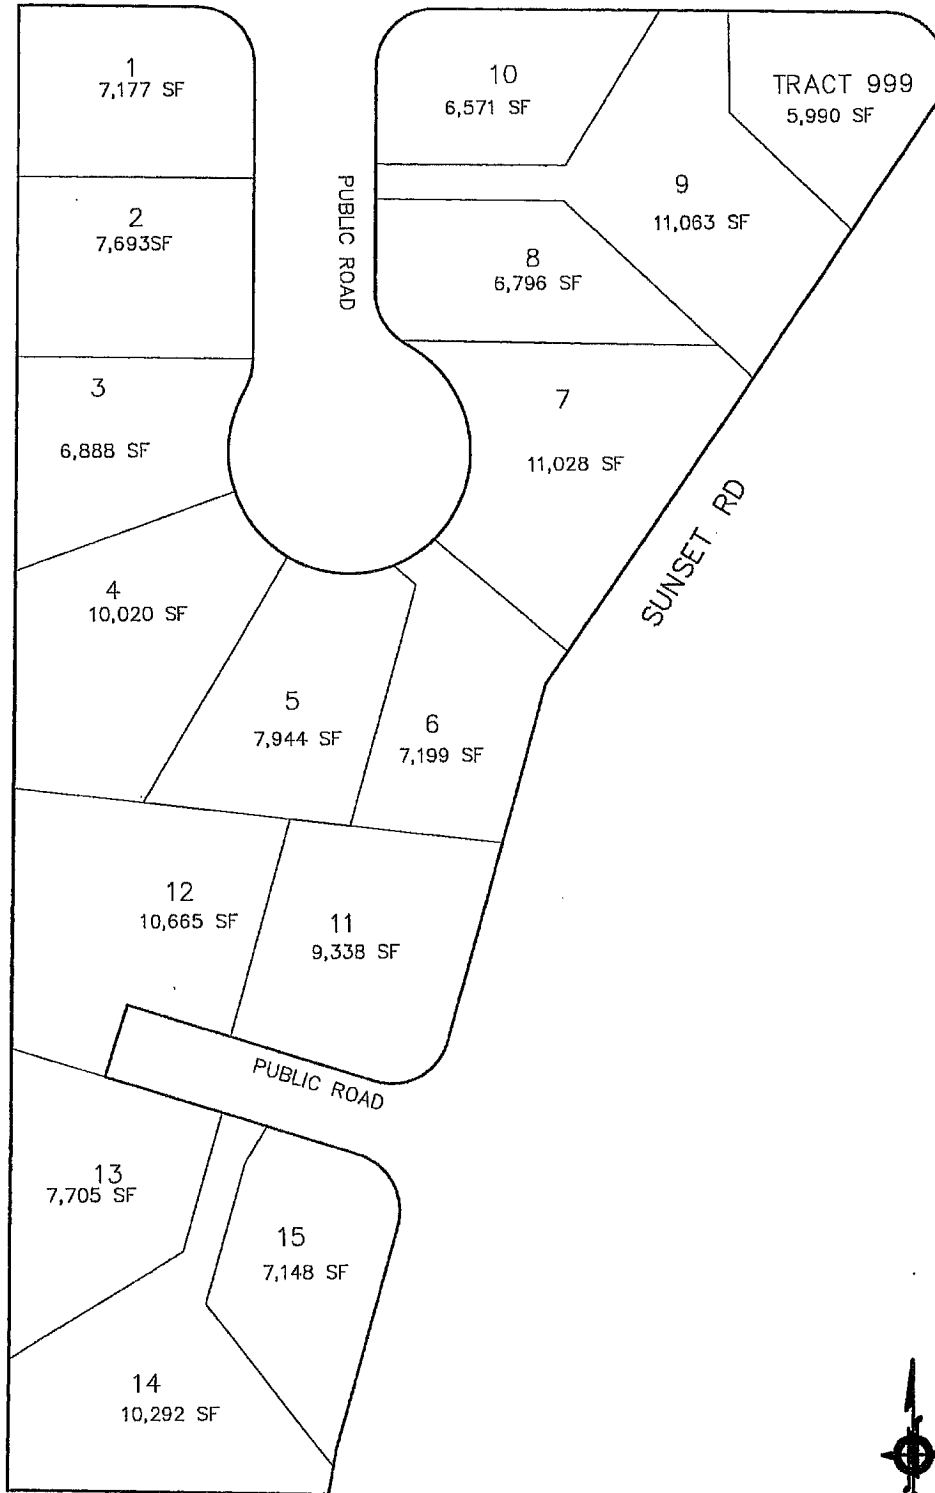 1
7,177 SF
10
6,571 SF
TRACT 999
5,990 SF
PUBLIC ROAD
9
11,063 SF
2
7,693SF
8
6,796 SF
3
6,888 SF
7
11,028 SF
SUNSET RD
4
10,020 SF
5
7,944 SF
6
7,199 SF
12
10,665 SF
11
9,338 SF
PUBLIC ROAD
13
7,705 SF
15
7,148 SF
14
10,292 SF